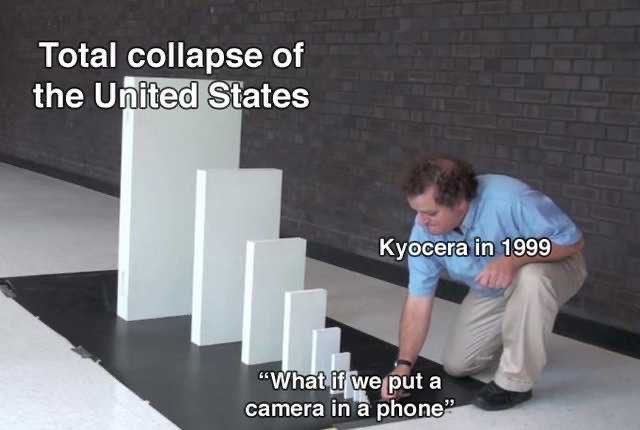 Total collapse of
the United States
Kyocera in 1999
“What if we put a
camera in a phone”